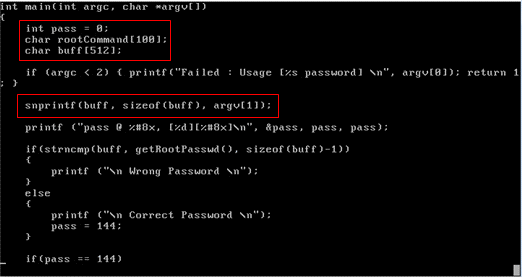 int main(int argc, char *argv[])
{
int pass = 0;
char rootCommand[100];
char buff[512];
if (argc < 2) { printf("Failed : Usage [%s password] \n", argv[0]); return 1
; }
snprintf(buff, sizeof(buff), argv[1]);
printf ("pass @ %#8x, [%d][%#8x]\n", &pass, pass, pass);
if(strncmp(buff, getRootPasswd(), sizeof(buff)-1))
{
printf ("\n Wrong Password \n");
}
else
{
printf ("\n Correct Password \n");
pass = 144;
}
if(pass == 144)